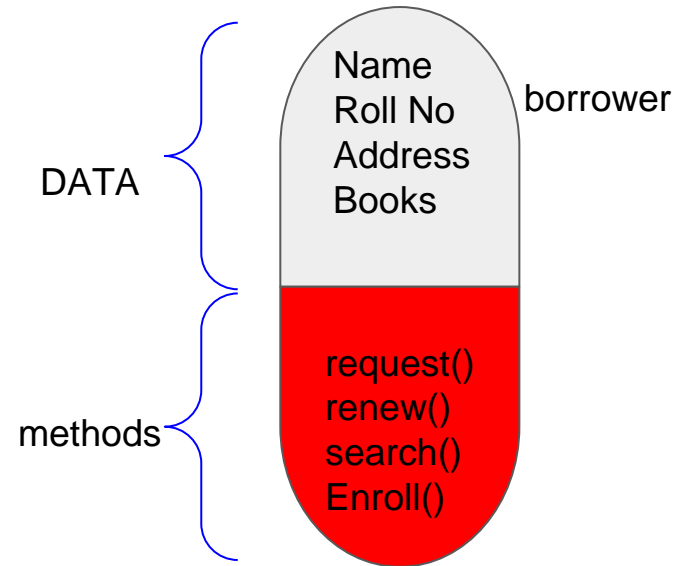 Name
Roll No
Address
Books
borrower
DATA
request()
renew()
search()
Enroll()
methods